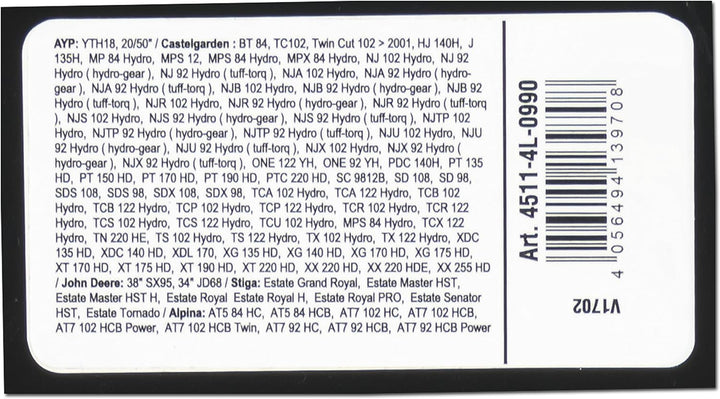 AYP: YTH18, 20/50" / Castelgarden : BT 84, TC102, Twin Cut 102 > 2001, HJ 140H, J
135H, MP 84 Hydro, MPS 12, MPS 84 Hydro, MPX 84 Hydro, NJ 102 Hydro, NJ 92
Hydro ( hydro-gear ), NJ 92 Hydro ( tuff-torq ), NJA 102 Hydro, NJA 92 Hydro ( hydro-
gear ), NJA 92 Hydro ( tuff-torq ), NJB 102 Hydro, NJB 92 Hydro ( hydro-gear ), NJB 92
Hydro ( tuff-torq ), NJR 102 Hydro, NJR 92 Hydro ( hydro-gear ), NJR 92 Hydro ( tuff-torq
), NJS 102 Hydro, NJS 92 Hydro ( hydro-gear ), NJS 92 Hydro ( tuff-torq ), NJTP 102
Hydro, NJTP 92 Hydro ( hydro-gear ), NJTP 92 Hydro ( tuff-torq ), NJU 102 Hydro, NJU
92 Hydro ( hydro-gear ), NJU 92 Hydro ( tuff-torq ), NJX 102 Hydro, NJX 92 Hydro (
hydro-gear ), NJX 92 Hydro ( tuff-torq ), ONE 122 YH, ONE 92 YH, PDC 140H, PT 135
HD, PT 150 HD, PT 170 HD, PT 190 HD, PTC 220 HD, SC 9812B, SD 108, SD 98,
SDS 108, SDS 98, SDX 108, SDX 98, TCA 102 Hydro, TCA 122 Hydro, TCB 102
Hydro, TCB 122 Hydro, TCP 102 Hydro, TCP 122 Hydro, TCR 102 Hydro, TCR 122
Hydro, TCS 102 Hydro, TCS 122 Hydro, TCU 102 Hydro, MPS 84 Hydro, TCX 122
Hydro, TN 220 HE, TS 102 Hydro, TS 122 Hydro, TX 102 Hydro, TX 122 Hydro, XDC
135 HD, XDC 140 HD, XDL 170, XG 135 HD, XG 140 HD, XG 170 HD, XG 175 HD,
XT 170 HD, XT 175 HD, XT 190 HD, XT 220 HD, XX 220 HD, XX 220 HDE, XX 255 HD
/ John Deere: 38" SX95, 34" JD68 / Stiga: Estate Grand Royal, Estate Master HST,
Estate Master HST H, Estate Royal Estate Royal H, Estate Royal PRO, Estate Senator
HST, Estate Tornado / Alpina: AT5 84 HC, AT5 84 HCB, AT7 102 HC, AT7 102 HCB,
AT7 102 HCB Power, AT7 102 HCB Twin, AT7 92 HC, AT7 92 HCB, AT7 92 HCB Power
Art. 4511-4L-0990
4 056494 139708
V1702